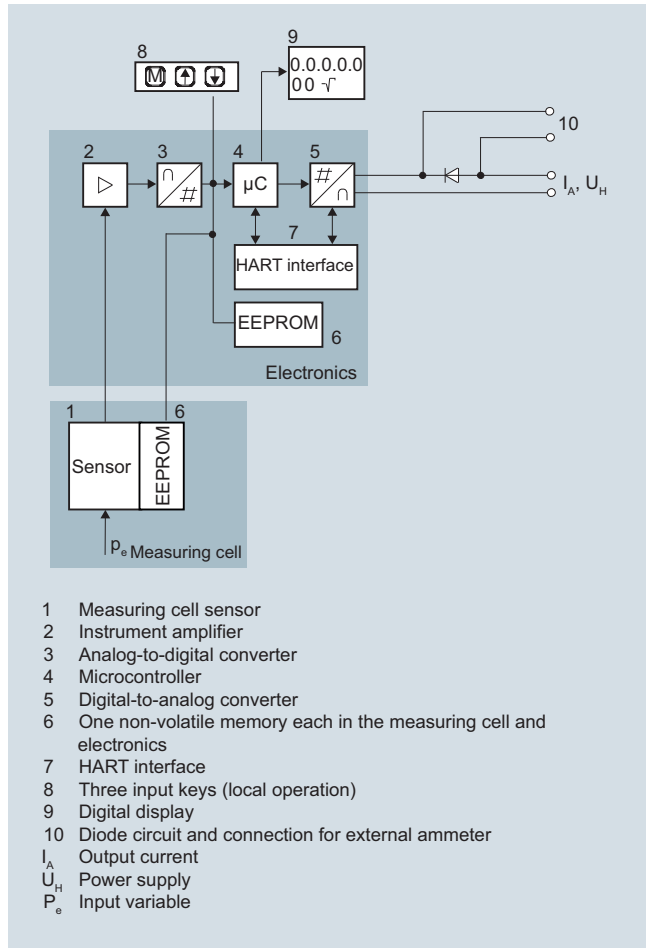 8
M
9
0.0.0.0.0
00 √
10
2
3
4
5
∩
#
µC
#
∩
I_A, U_H
7
HART interface
EEPROM
6
Electronics
1
6
Sensor
EEPROM
p_e Measuring cell
1 Measuring cell sensor
2 Instrument amplifier
3 Analog-to-digital converter
4 Microcontroller
5 Digital-to-analog converter
6 One non-volatile memory each in the measuring cell and
electronics
7 HART interface
8 Three input keys (local operation)
9 Digital display
10 Diode circuit and connection for external ammeter
I_A Output current
U_H Power supply
P_e Input variable